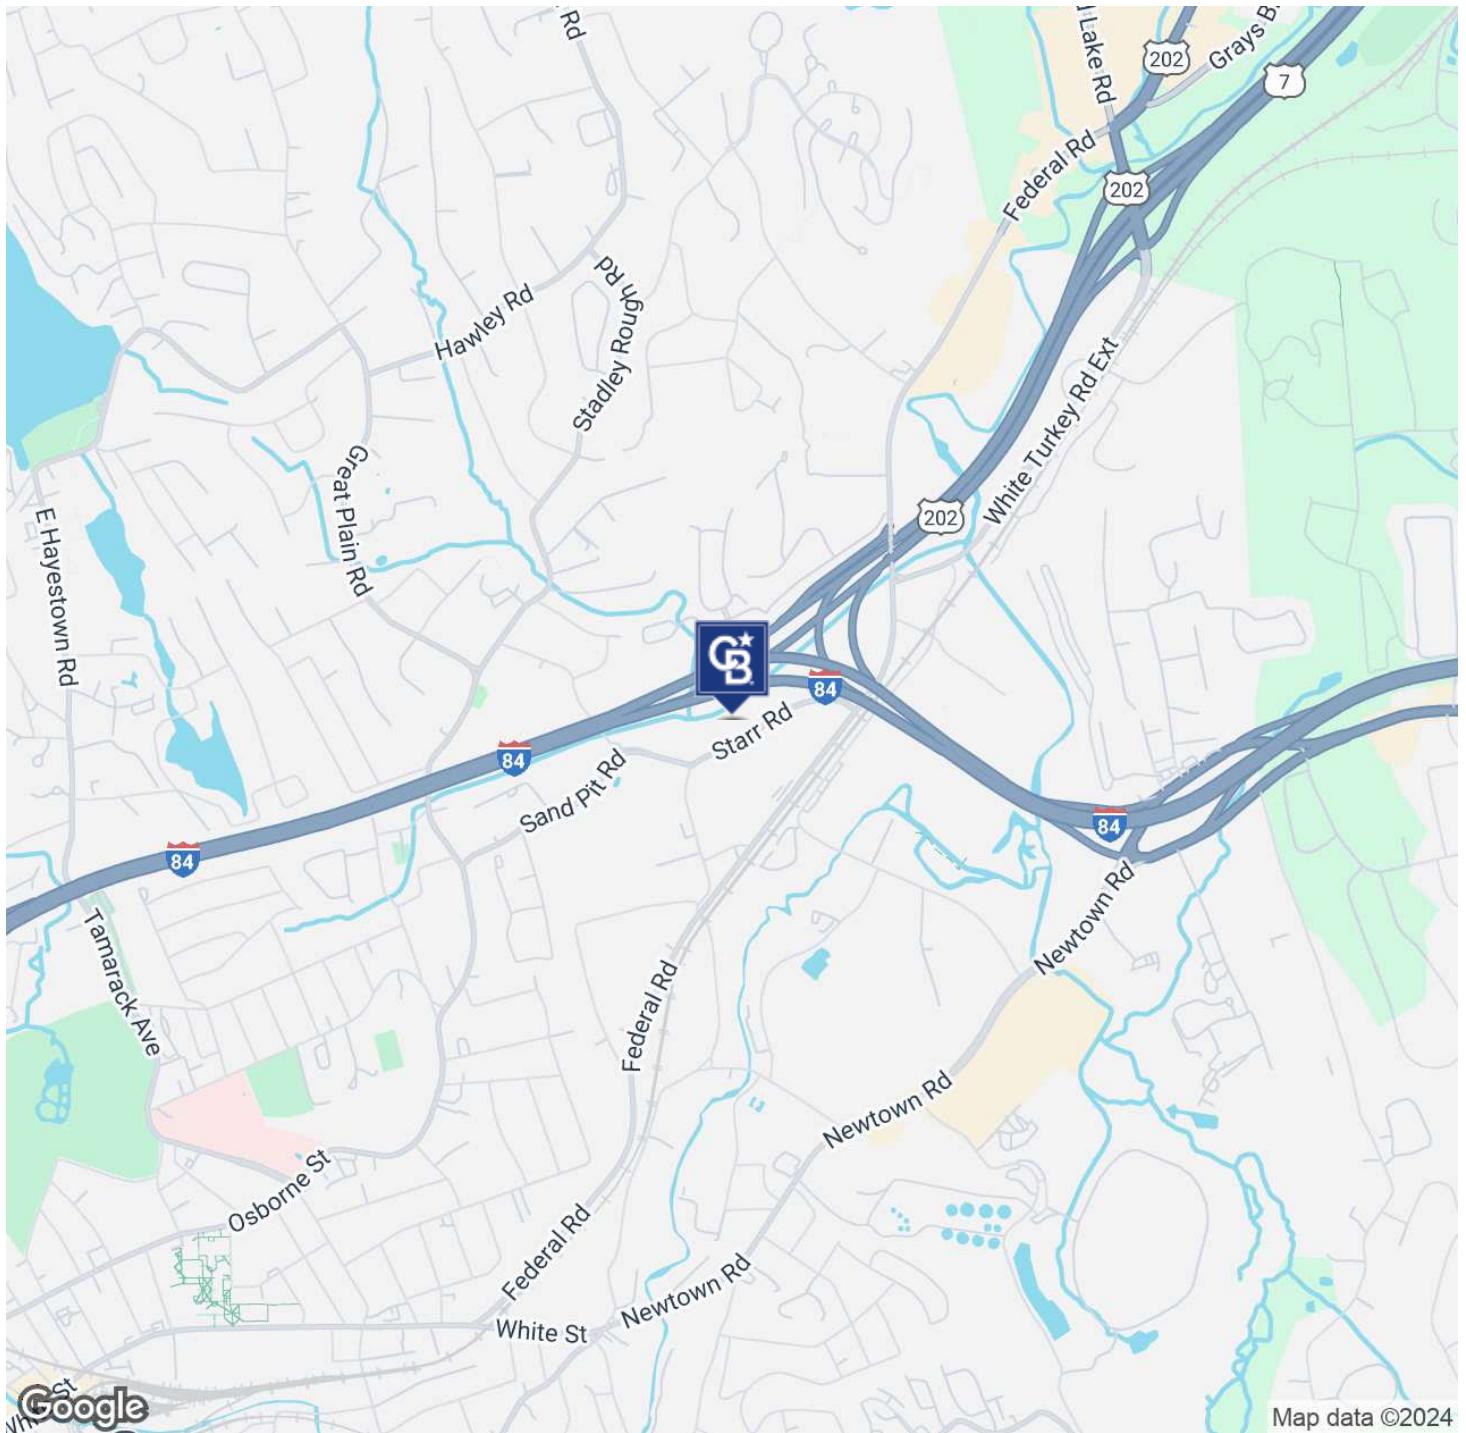 Rd
d Lake Rd
202
Grays B
7
Federal Rd
202
Hawley Rd
Stadley Rough Rd
White Turkey Rd Ext
Great Plain Rd
E Hayestown Rd
202
CB
84
Starr Rd
84
Sand Pit Rd
84
84
Newtown Rd
Tamarack Ave
Federal Rd
Newtown Rd
Osborne St
Federal Rd
Newtown Rd
White St
St
Google
Map data ©2024